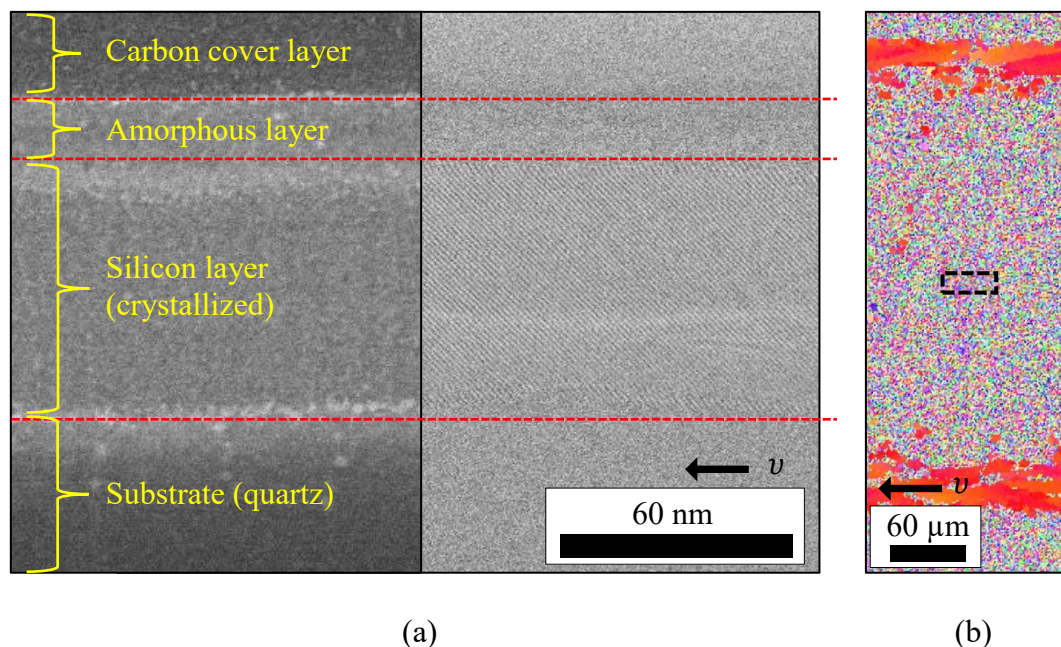 Carbon cover layer
Amorphous layer
Silicon layer
(crystallized)
Substrate (quartz)
υ
60 nm
υ
60 µm
(a)
(b)